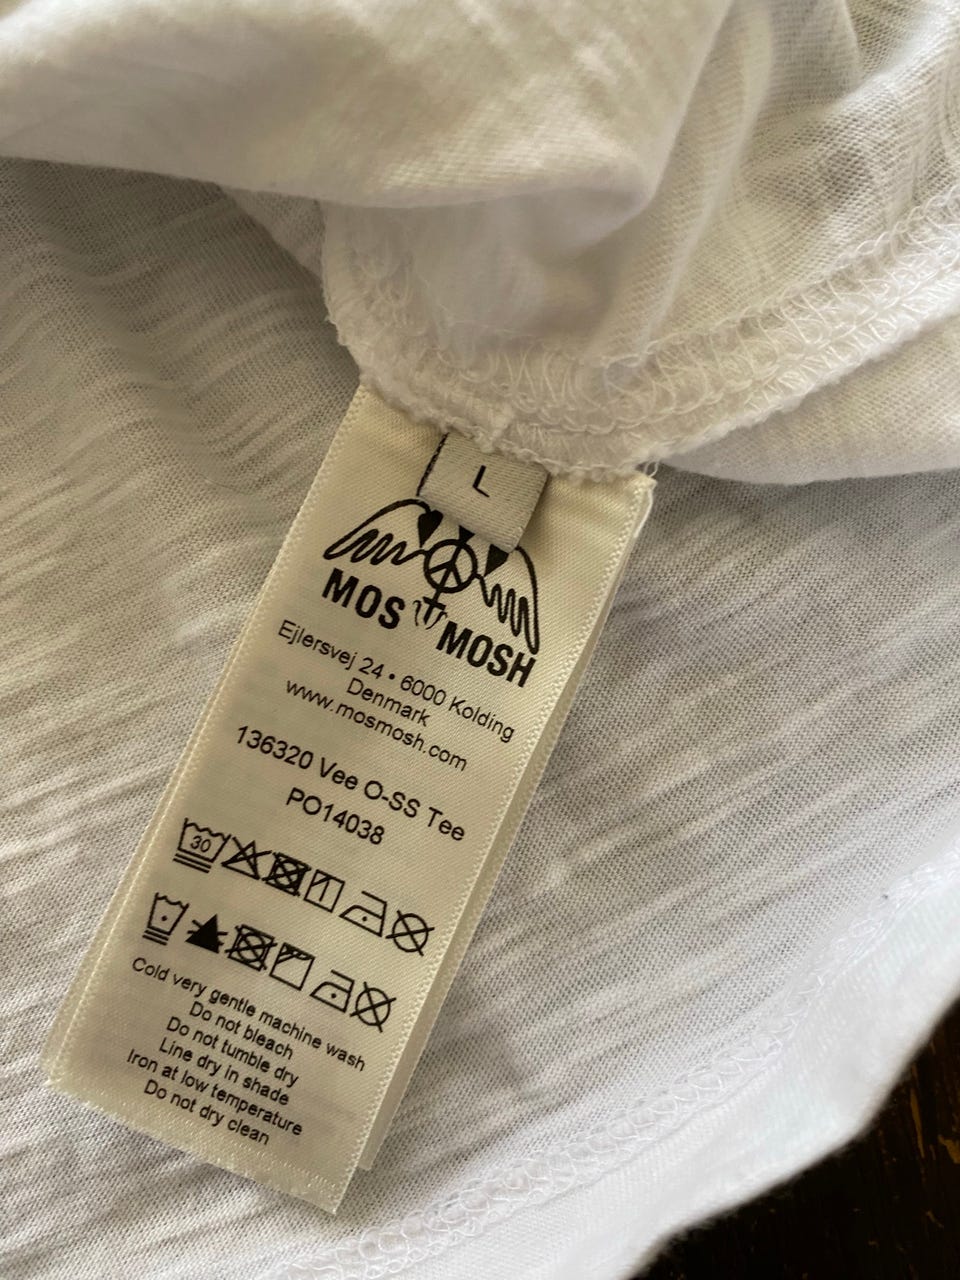 L
MOS MOSH
Ejlersvej 24 • 6000 Kolding
Denmark
www.mosmosh.com
136320 Vee O-SS Tee
PO14038
30
Cold very gentle machine wash
Do not bleach
Do not tumble dry
Line dry in shade
Iron at low temperature
Do not dry clean